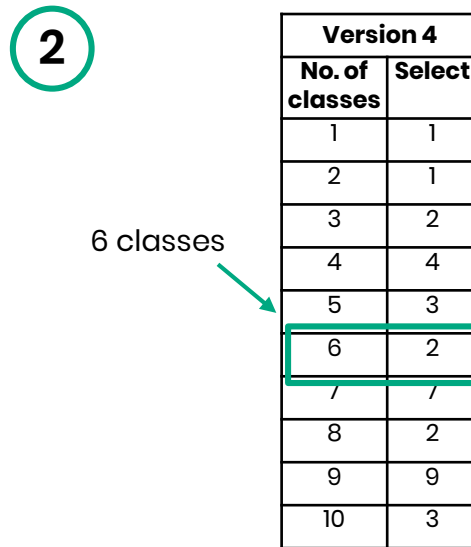 2
Version 4
No. of Select
classes
1 1
2 1
3 2
6 classes
4 4
5 3
6 2
7 7
8 2
9 9
10 3